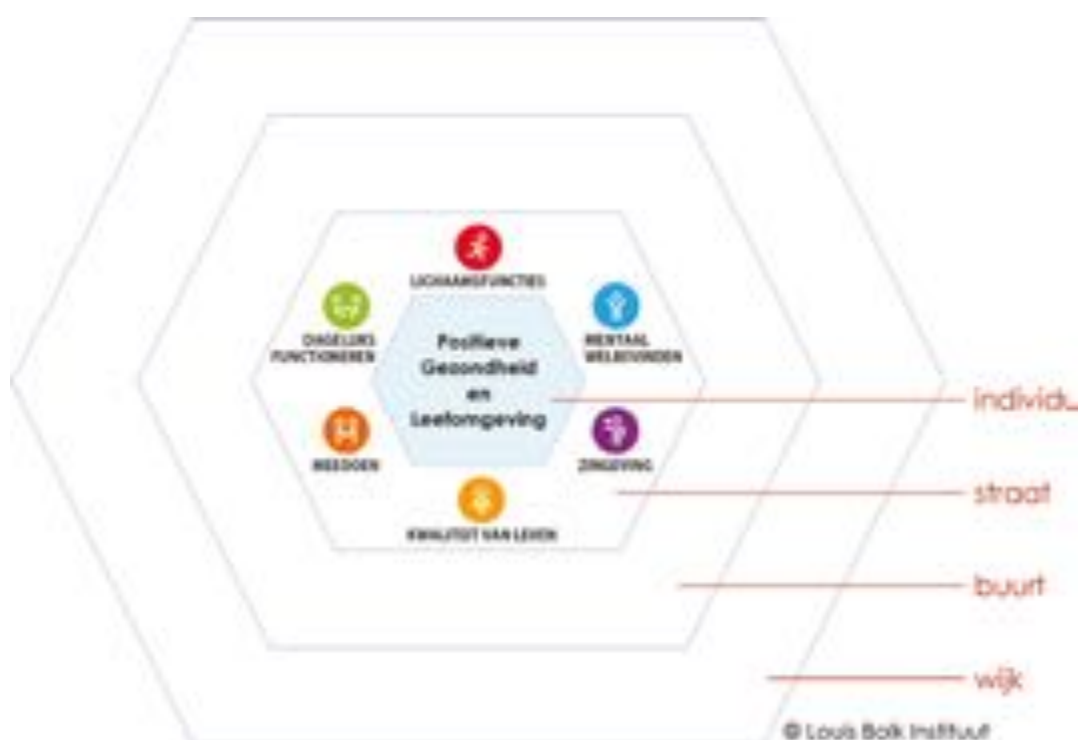 LICHAAMSFUNCTIES
DAGELIJKS
FUNCTIONEREN
MENTAAL
WELBEVINDEN
Positieve
Gezondheid
en
Leefomgeving
individu
MEEDOEN
ZINGEVING
straat
KWALITEIT VAN LEVEN
buurt
wijk
© Louis Bolk Instituut